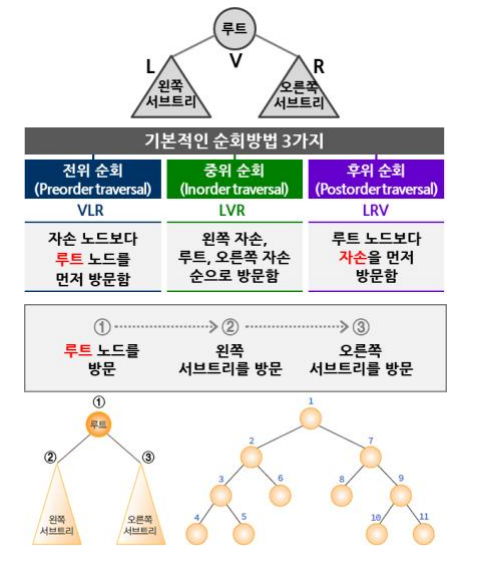 루트
L
V
R
왼쪽
서브트리
오른쪽
서브트리
기본적인 순회방법 3가지
전위 순회
(Preorder traversal)
중위 순회
(Inorder traversal)
후위 순회
(Postorder traversal)
VLR
LVR
LRV
자손 노드보다
루트 노드를
먼저 방문함
왼쪽 자손,
루트, 오른쪽 자손
순으로 방문함
루트 노드보다
자손을 먼저
방문함
① ② ③
루트 노드를
방문
왼쪽
서브트리를 방문
오른쪽
서브트리를 방문
①
루트
②
③
왼쪽
서브트리
오른쪽
서브트리
1
2
7
3
6
8
9
4
5
10
11